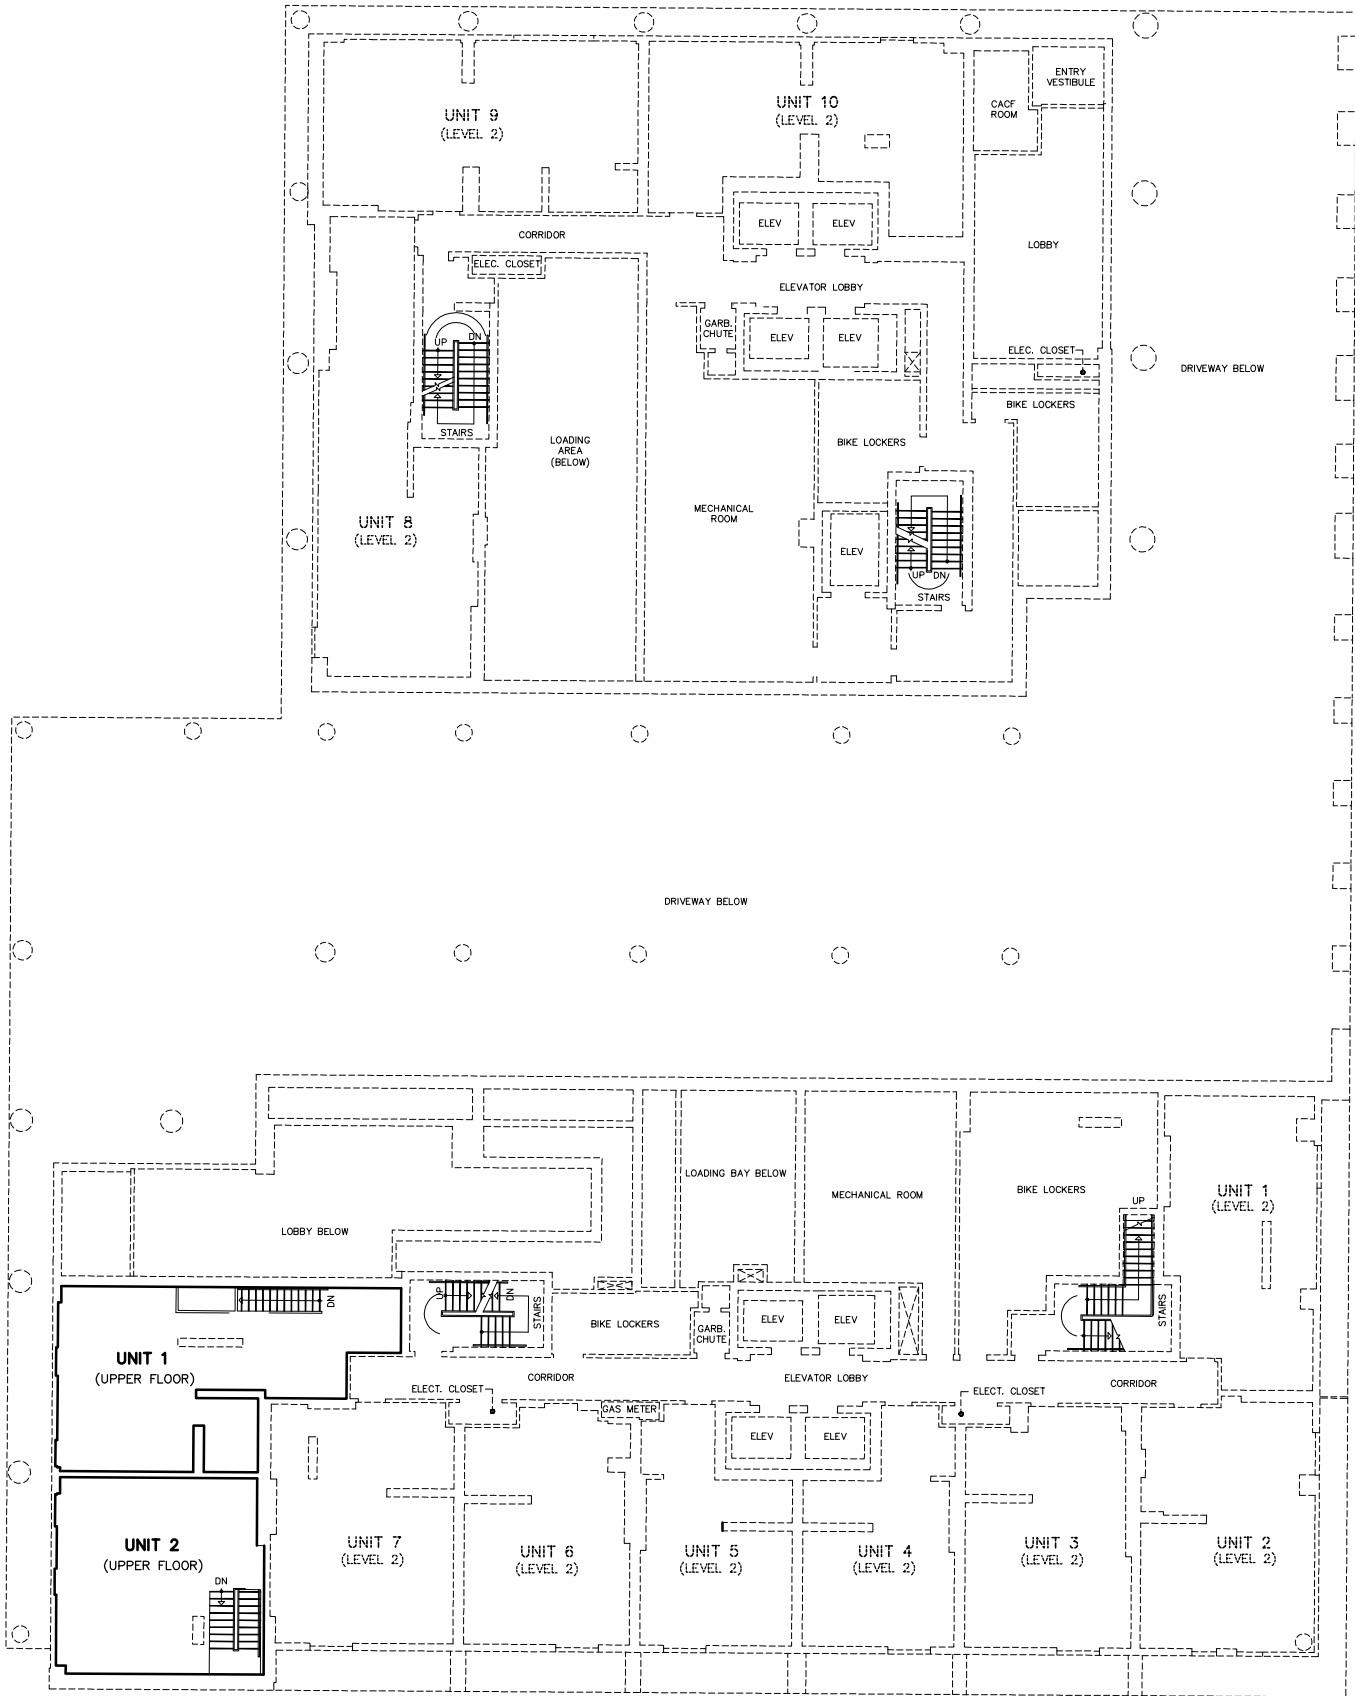 UNIT 9
(LEVEL 2)
UNIT 10
(LEVEL 2)
CACF
ROOM
ENTRY
VESTIBULE
ELEV
ELEV
CORRIDOR
LOBBY
ELEC. CLOSET
ELEVATOR LOBBY
GARB.
CHUTE
ELEV
ELEV
UP
DN
STAIRS
ELEC. CLOSET
DRIVEWAY BELOW
BIKE LOCKERS
BIKE LOCKERS
LOADING
AREA
(BELOW)
MECHANICAL
ROOM
UNIT 8
(LEVEL 2)
ELEV
UP
DN
STAIRS
DRIVEWAY BELOW
LOBBY BELOW
LOADING BAY BELOW
MECHANICAL ROOM
BIKE LOCKERS
UP
UNIT 1
(LEVEL 2)
DN
UP
DN
STAIRS
BIKE LOCKERS
GARB.
CHUTE
ELEV
ELEV
STAIRS
UNIT 1
(UPPER FLOOR)
ELECT. CLOSET
CORRIDOR
ELEVATOR LOBBY
ELECT. CLOSET
CORRIDOR
GAS METER
ELEV
ELEV
UNIT 2
(UPPER FLOOR)
DN
UNIT 7
(LEVEL 2)
UNIT 6
(LEVEL 2)
UNIT 5
(LEVEL 2)
UNIT 4
(LEVEL 2)
UNIT 3
(LEVEL 2)
UNIT 2
(LEVEL 2)